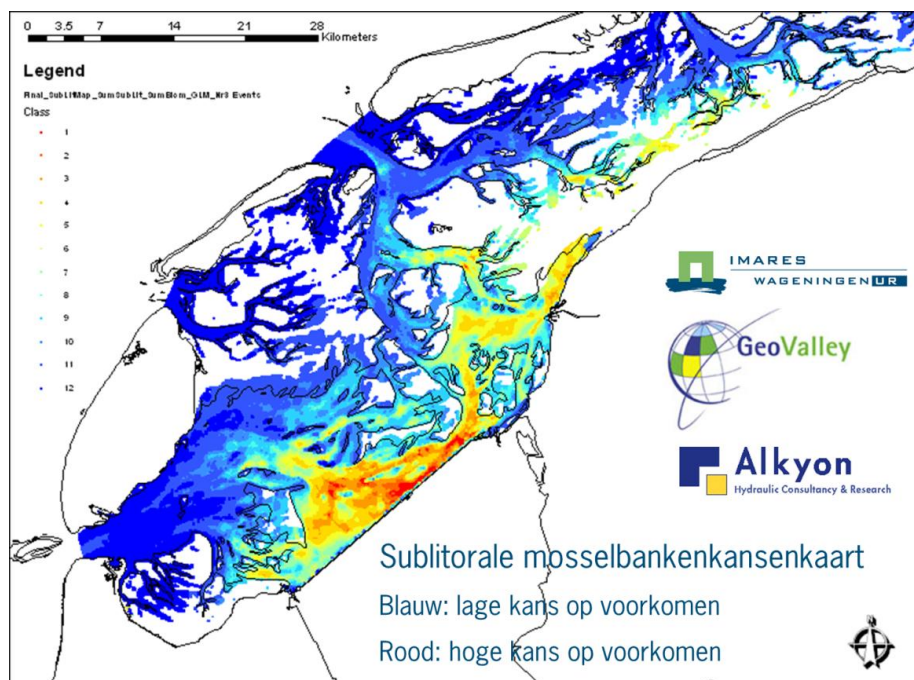 0 3.5 7 14 21 28
Kilometers
Legend
Class
1
2
3
4
5
6
7
8
9
10
11
12
IMARES
WAGENINGEN UR
GeoValley
Alkyon
Hydraulic Consultancy & Research
Sublitorale mosselbankenkansenkaart
Blauw: lage kans op voorkomen
Rood: hoge kans op voorkomen